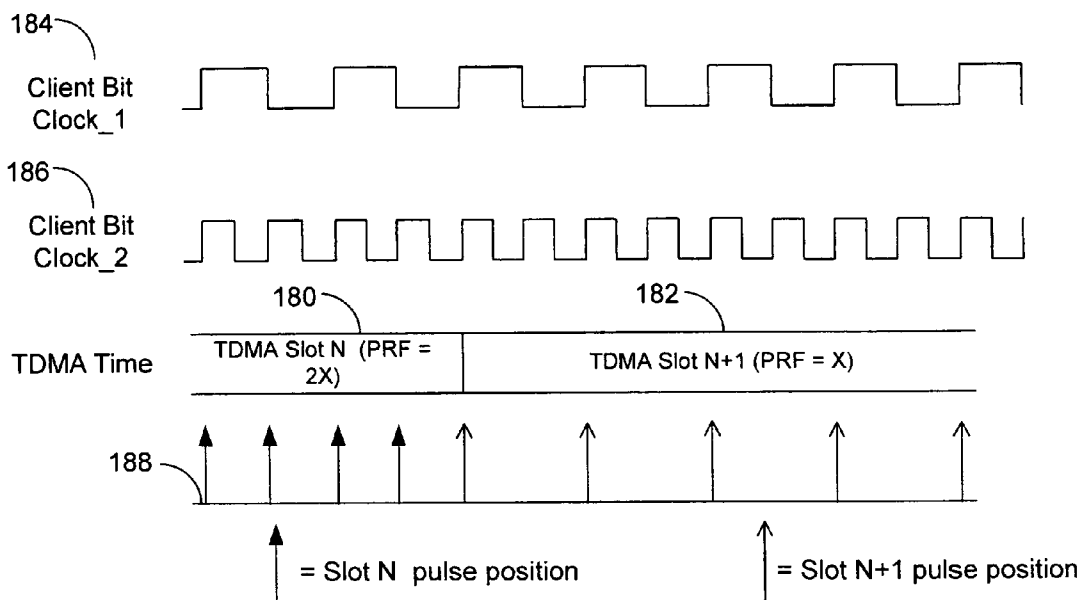 184
Client Bit
Clock_1
186
Client Bit
Clock_2
180
182
TDMA Time
TDMA Slot N (PRF =
2X)
TDMA Slot N+1 (PRF = X)
188
= Slot N pulse position
= Slot N+1 pulse position